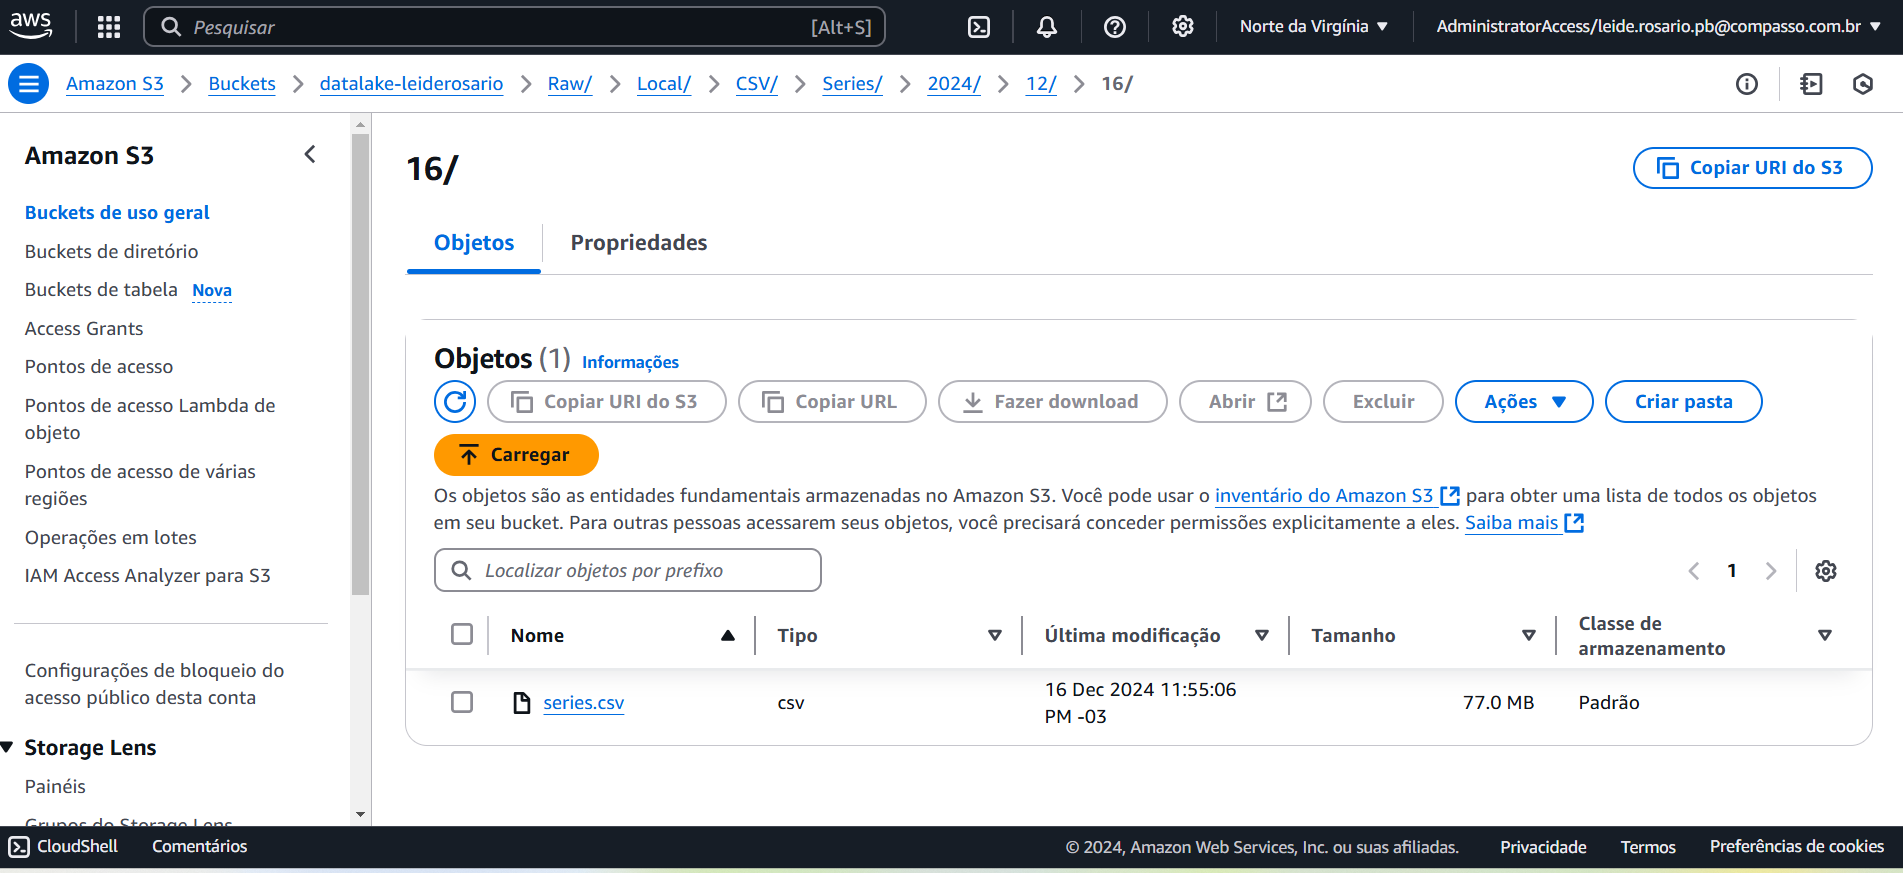 aws
Pesquisar [Alt+S] Norte da Virgínia AdministratorAccess/leide.rosario.pb@compasso.com.br
Amazon S3 Buckets datalake-leiderosario Raw/ Local/ CSV/ Series/ 2024/ 12/ 16/
Amazon S3
Buckets de uso geral
Buckets de diretório
Buckets de tabela Nova
Access Grants
Pontos de acesso
Pontos de acesso Lambda de
objeto
Pontos de acesso de várias
regiões
Operações em lotes
IAM Access Analyzer para S3
Configurações de bloqueio do
acesso público desta conta
Storage Lens
Painéis
Grupos do Storage Lens
16/
Copiar URI do S3
Objetos Propriedades
Objetos (1) Informações
Copiar URI do S3 Copiar URL Fazer download Abrir Excluir Ações Criar pasta
Carregar
Os objetos são as entidades fundamentais armazenadas no Amazon S3. Você pode usar o inventário do Amazon S3 para obter uma lista de todos os objetos
em seu bucket. Para outras pessoas acessarem seus objetos, você precisará conceder permissões explicitamente a eles. Saiba mais
Localizar objetos por prefixo 1
Nome Tipo Última modificação Tamanho Classe de
armazenamento
series.csv csv 16 Dec 2024 11:55:06
PM -03 77.0 MB Padrão
CloudShell Comentários © 2024, Amazon Web Services, Inc. ou suas afiliadas. Privacidade Termos Preferências de cookies